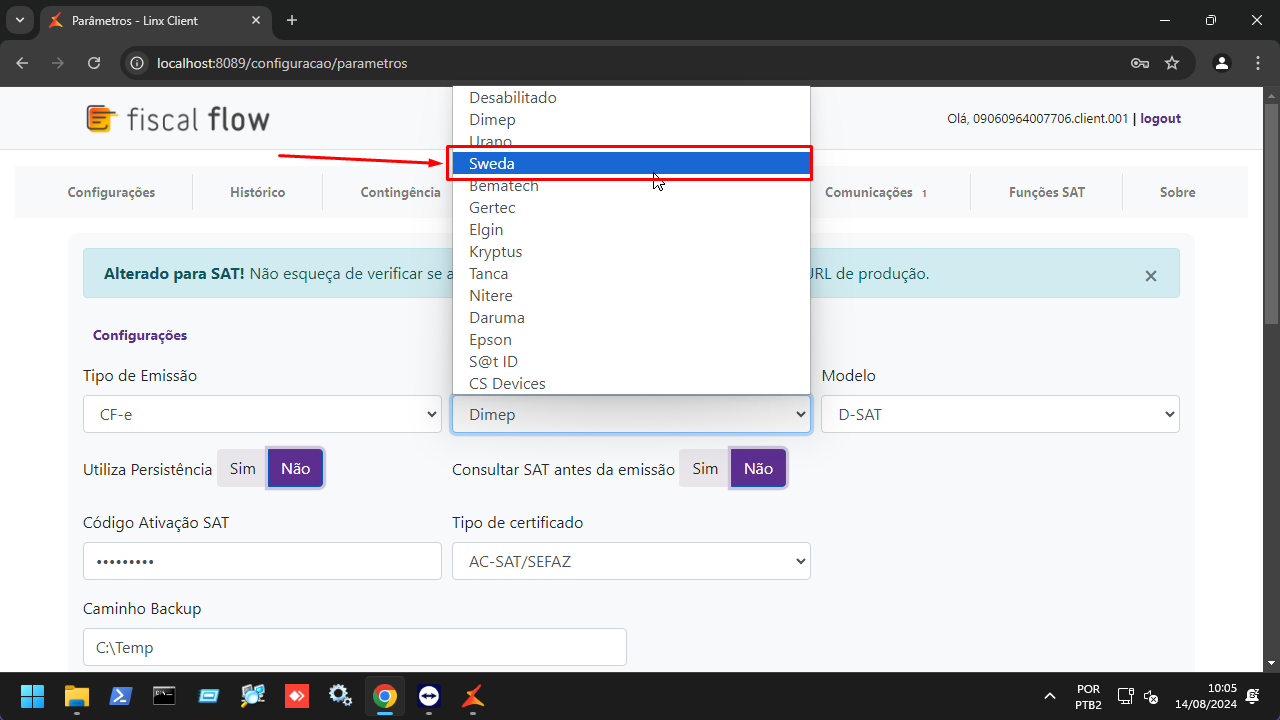 Parâmetros - Linx Client
localhost:8089/configuracao/parametros
fiscal flow
Olá, 09060964007706.client.001 | logout
Configurações
Histórico
Contingência
Comunicações 1
Funções SAT
Sobre
Desabilitado
Dimep
Urano
Sweda
Bematech
Gertec
Elgin
Kryptus
Tanca
Nitere
Daruma
Epson
S@t ID
CS Devices
Alterado para SAT! Não esqueça de verificar se a
URL de produção.
Configurações
Tipo de Emissão
Modelo
CF-e
Dimep
D-SAT
Utiliza Persistência Sim Não
Consultar SAT antes da emissão Sim Não
Código Ativação SAT
Tipo de certificado
•••••••••
AC-SAT/SEFAZ
Caminho Backup
C:\Temp
POR
PTB2
10:05
14/08/2024